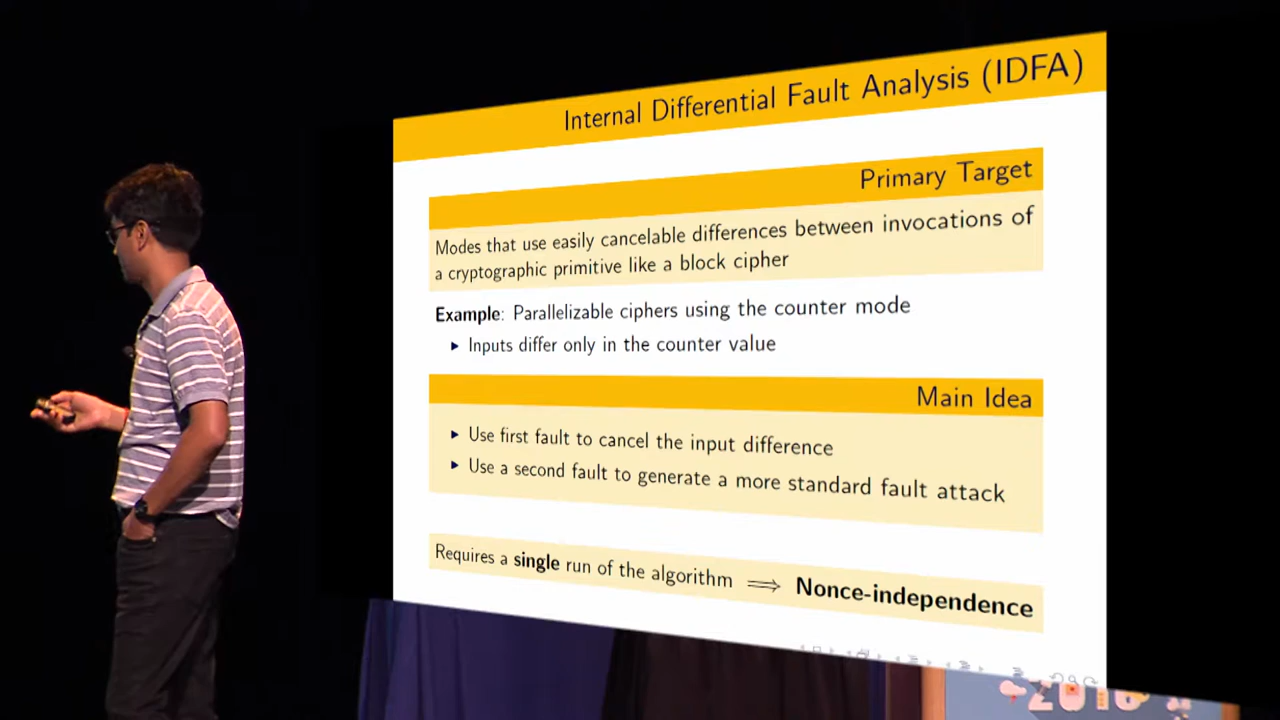 Internal Differential Fault Analysis (IDFA)
Primary Target
Modes that use easily cancelable differences between invocations of
a cryptographic primitive like a block cipher
Example: Parallelizable ciphers using the counter mode
▸ Inputs differ only in the counter value
Main Idea
▸ Use first fault to cancel the input difference
▸ Use a second fault to generate a more standard fault attack
Requires a single run of the algorithm ⟹ Nonce-independence